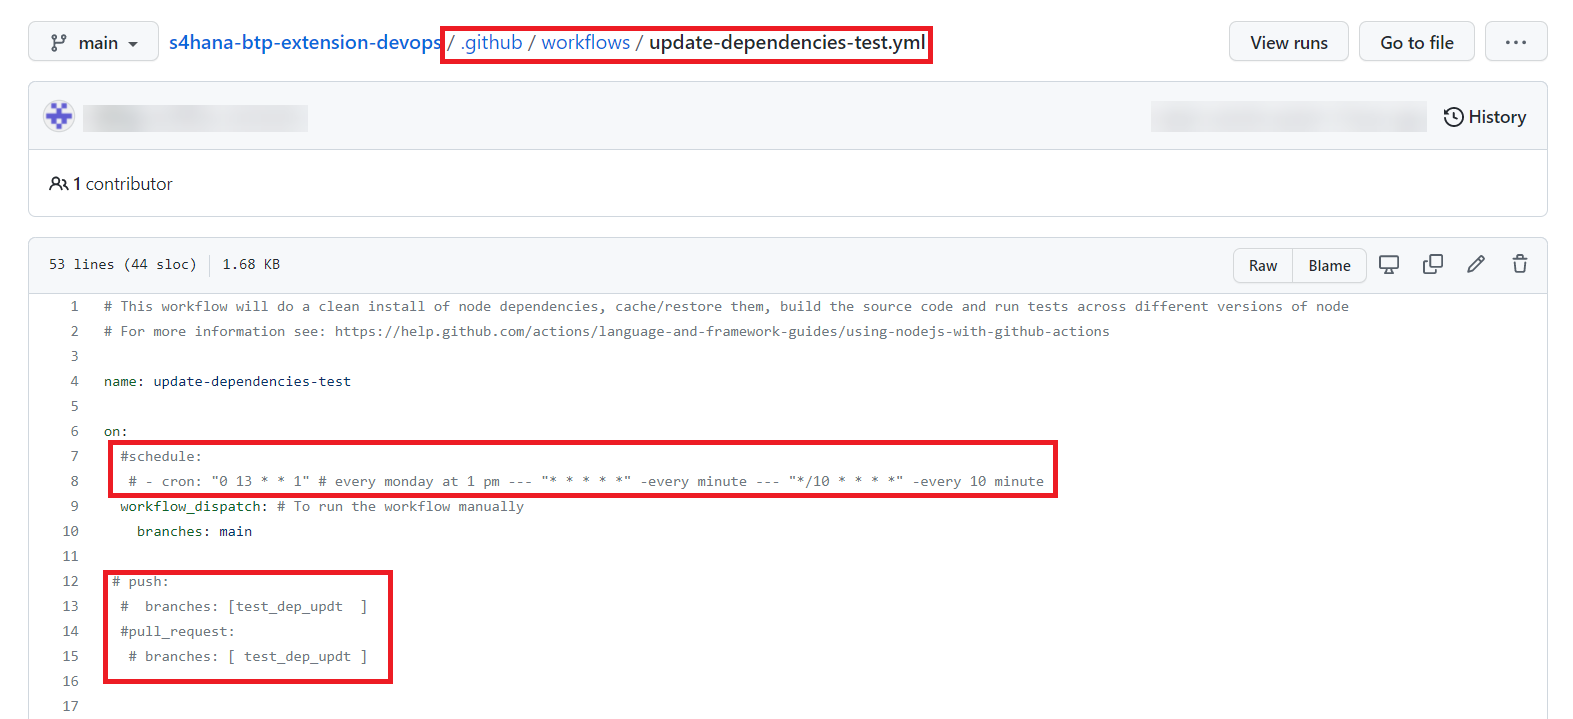 main s4hana-btp-extension-devops / .github / workflows / update-dependencies-test.yml View runs Go to file ...
History
1 contributor
53 lines (44 sloc) 1.68 KB Raw Blame
1 # This workflow will do a clean install of node dependencies, cache/restore them, build the source code and run tests across different versions of node
2 # For more information see: https://help.github.com/actions/language-and-framework-guides/using-nodejs-with-github-actions
3
4 name: update-dependencies-test
5
6 on:
7 #schedule:
8 # - cron: "0 13 * * 1" # every monday at 1 pm --- "* * * * *" -every minute --- "*/10 * * * *" -every 10 minute
9 workflow_dispatch: # To run the workflow manually
10 branches: main
11
12 # push:
13 #  branches: [test_dep_updt  ]
14 #pull_request:
15 # branches: [ test_dep_updt ]
16
17